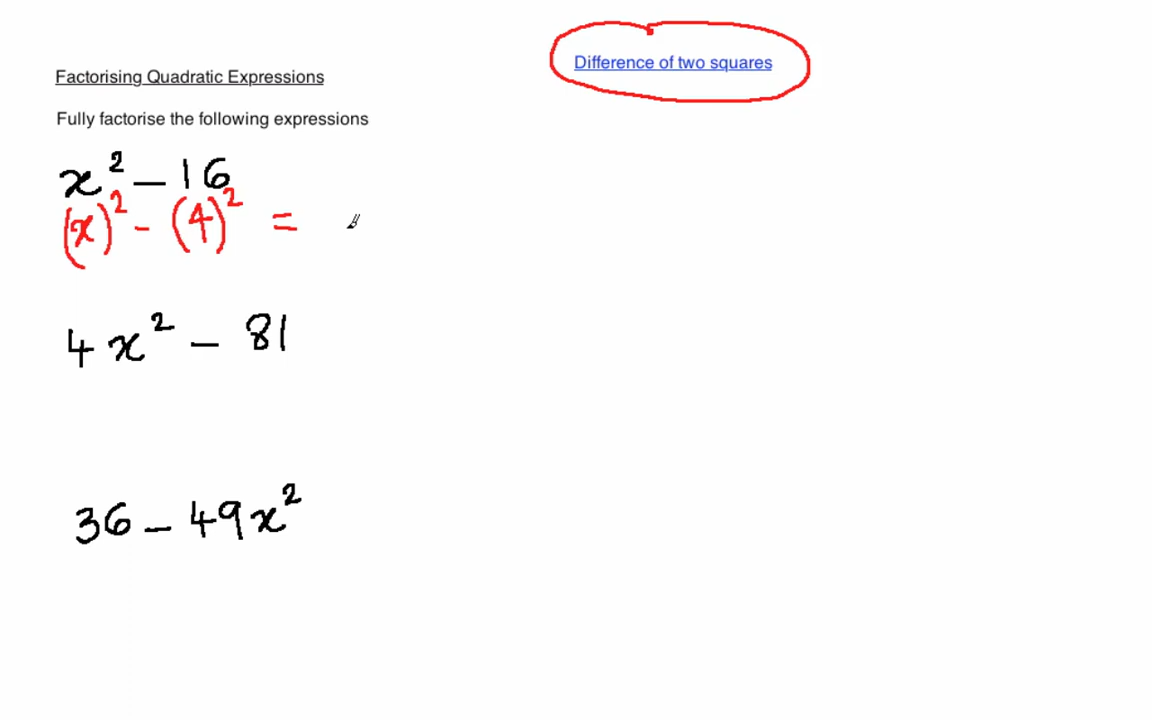 Difference of two squares
Factorising Quadratic Expressions
Fully factorise the following expressions
x² – 16
(x)² - (4)² =
4x² – 81
36 – 49x²